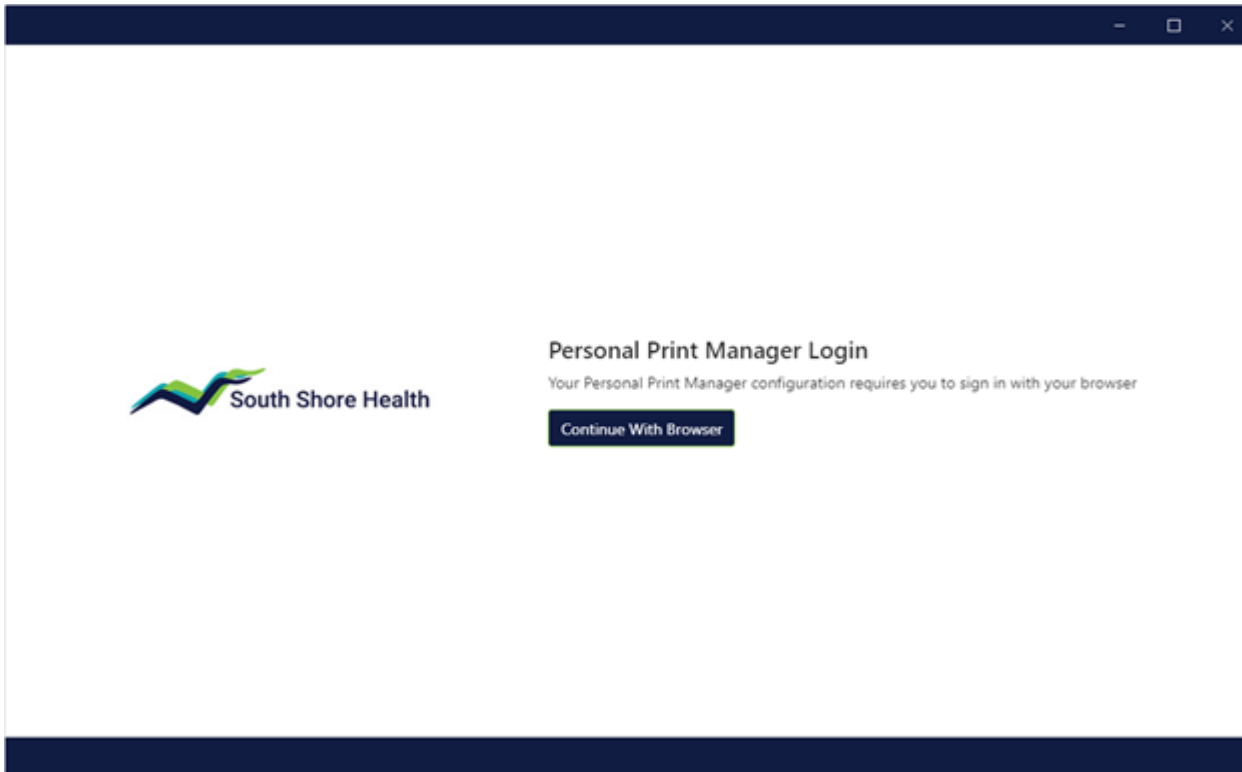 South Shore Health
Personal Print Manager Login
Your Personal Print Manager configuration requires you to sign in with your browser
Continue With Browser